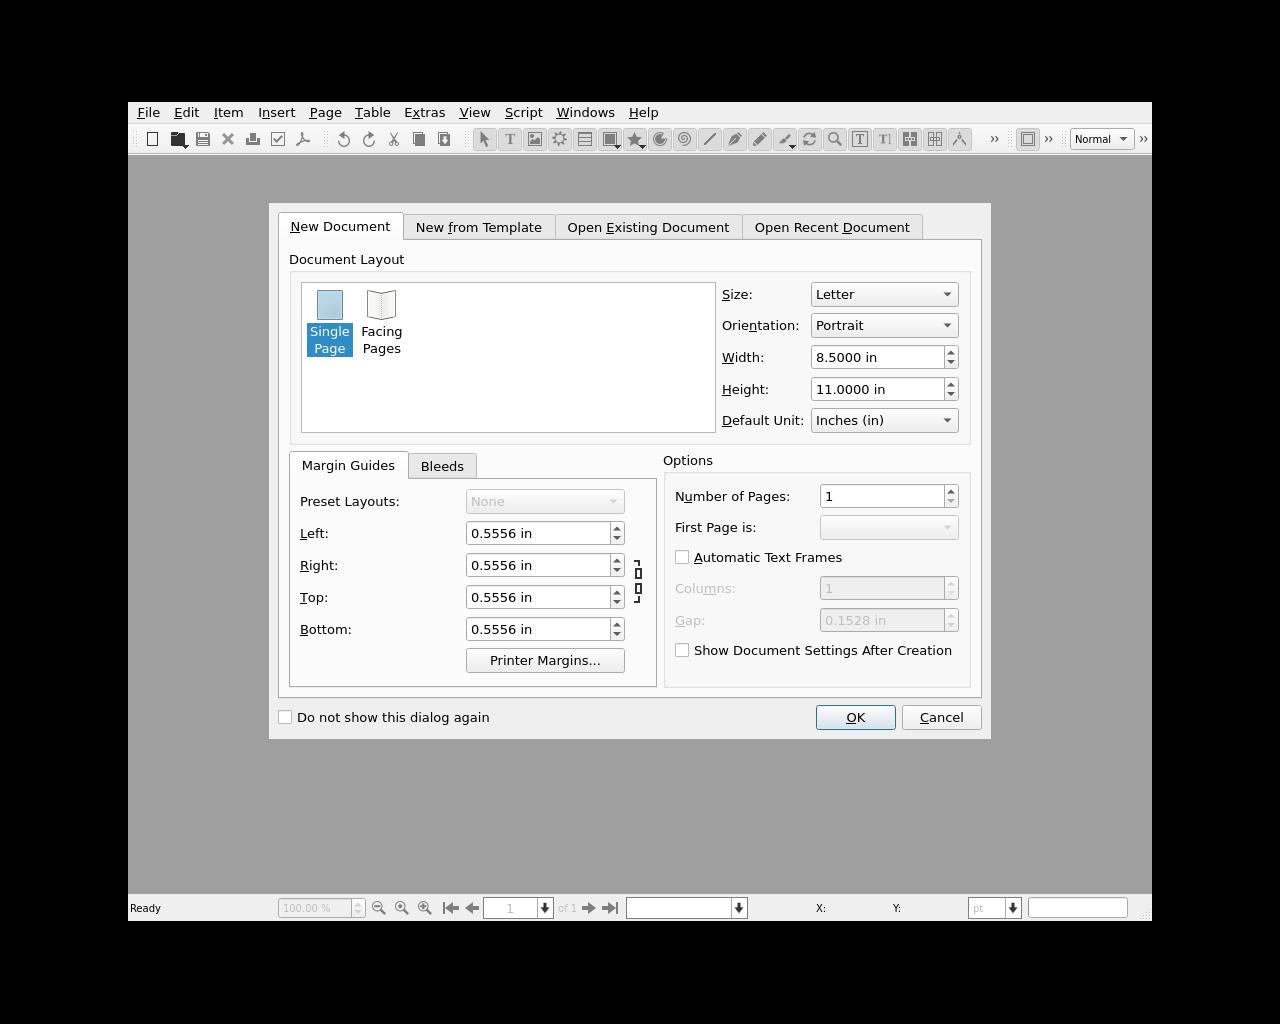 File Edit Item Insert Page Table Extras View Script Windows Help
Normal
New Document New from Template Open Existing Document Open Recent Document
Document Layout
Single Page
Facing Pages
Size: Letter
Orientation: Portrait
Width: 8.5000 in
Height: 11.0000 in
Default Unit: Inches (in)
Margin Guides Bleeds
Preset Layouts: None
Left: 0.5556 in
Right: 0.5556 in
Top: 0.5556 in
Bottom: 0.5556 in
Printer Margins...
Options
Number of Pages: 1
First Page is:
Automatic Text Frames
Columns: 1
Gap: 0.1528 in
Show Document Settings After Creation
Do not show this dialog again
OK Cancel
Ready 100.00 % 1 of 1 X: Y: pt